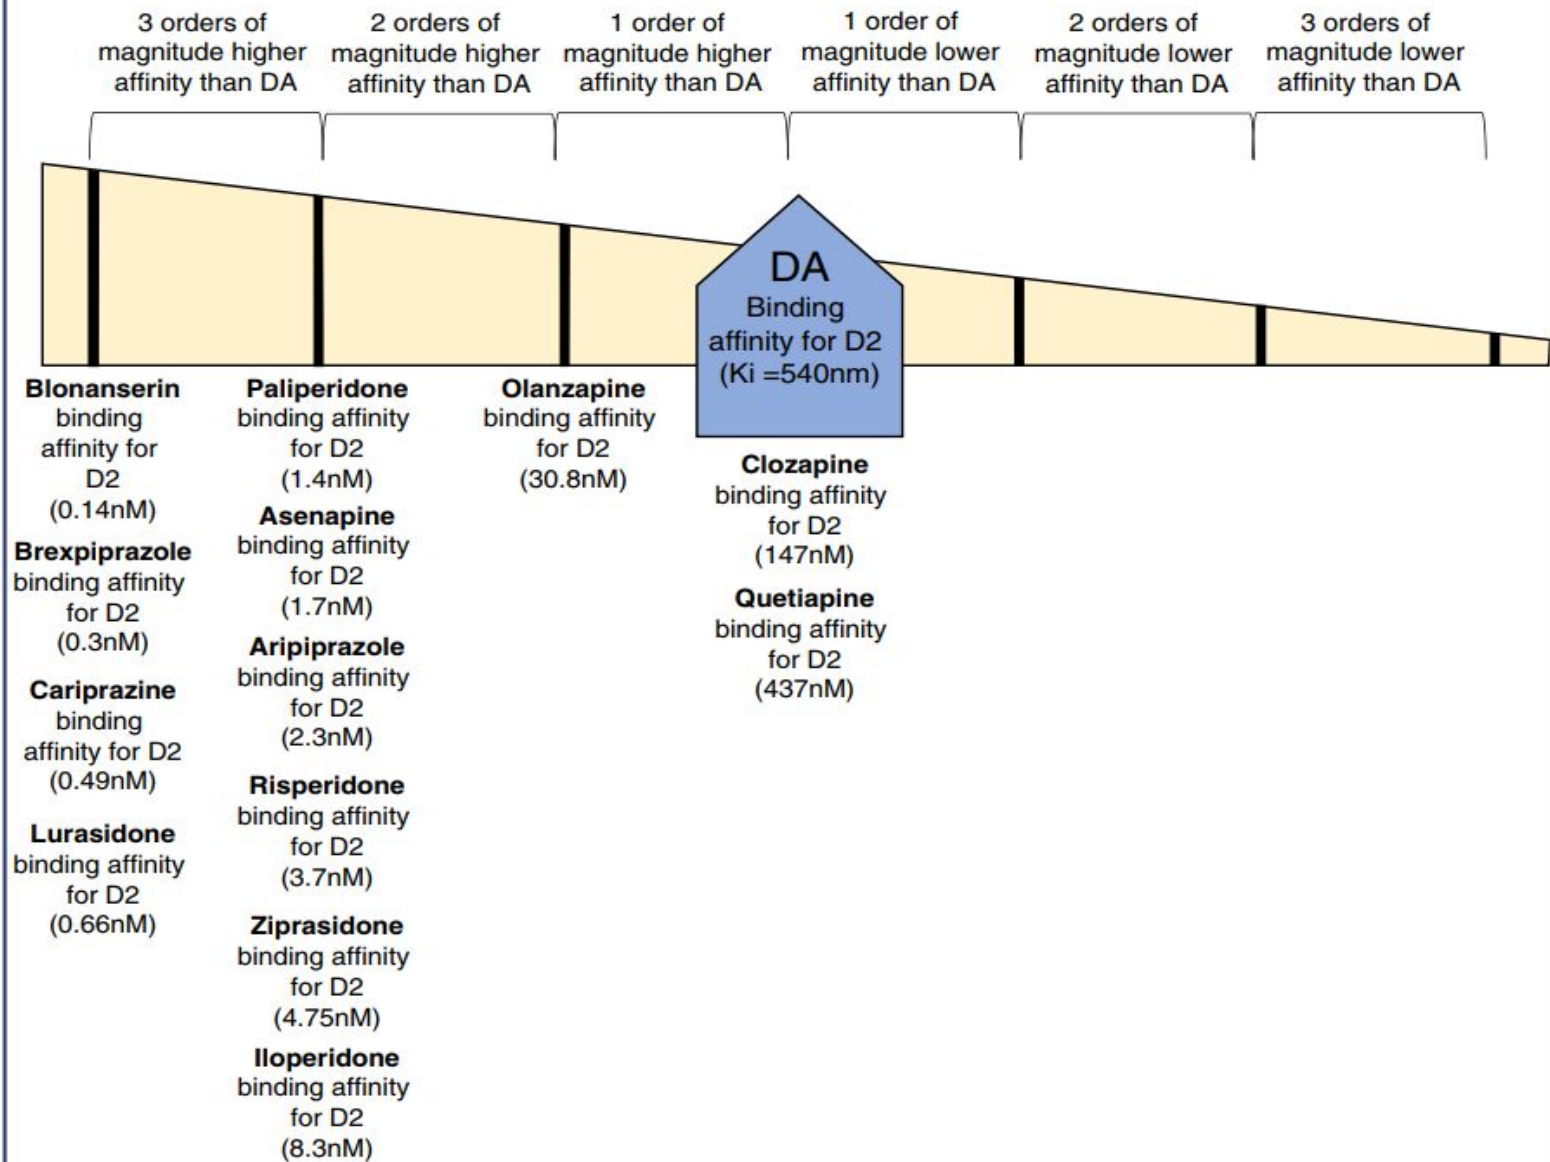 3 orders of
magnitude higher
affinity than DA
2 orders of
magnitude higher
affinity than DA
1 order of
magnitude higher
affinity than DA
1 order of
magnitude lower
affinity than DA
2 orders of
magnitude lower
affinity than DA
3 orders of
magnitude lower
affinity than DA
DA
Binding
affinity for D2
(Ki =540nm)
Blonanserin
binding
affinity for
D2
(0.14nM)
Brexpiprazole
binding affinity
for D2
(0.3nM)
Cariprazine
binding
affinity for D2
(0.49nM)
Lurasidone
binding affinity
for D2
(0.66nM)
Paliperidone
binding affinity
for D2
(1.4nM)
Asenapine
binding affinity
for D2
(1.7nM)
Aripiprazole
binding affinity
for D2
(2.3nM)
Risperidone
binding affinity
for D2
(3.7nM)
Ziprasidone
binding affinity
for D2
(4.75nM)
Iloperidone
binding affinity
for D2
(8.3nM)
Olanzapine
binding affinity
for D2
(30.8nM)
Clozapine
binding affinity
for D2
(147nM)
Quetiapine
binding affinity
for D2
(437nM)